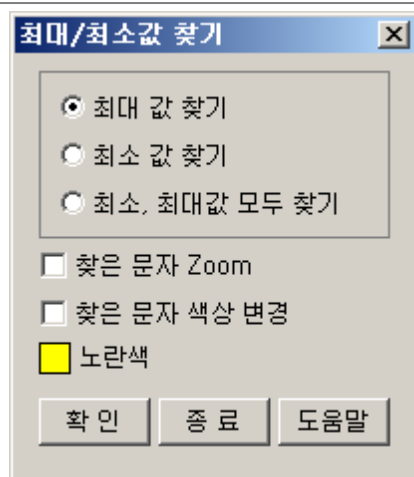 최대/최소값 찾기
최대 값 찾기
최소 값 찾기
최소, 최대값 모두 찾기
찾은 문자 Zoom
찾은 문자 색상 변경
노란색
확 인 종 료 도움말